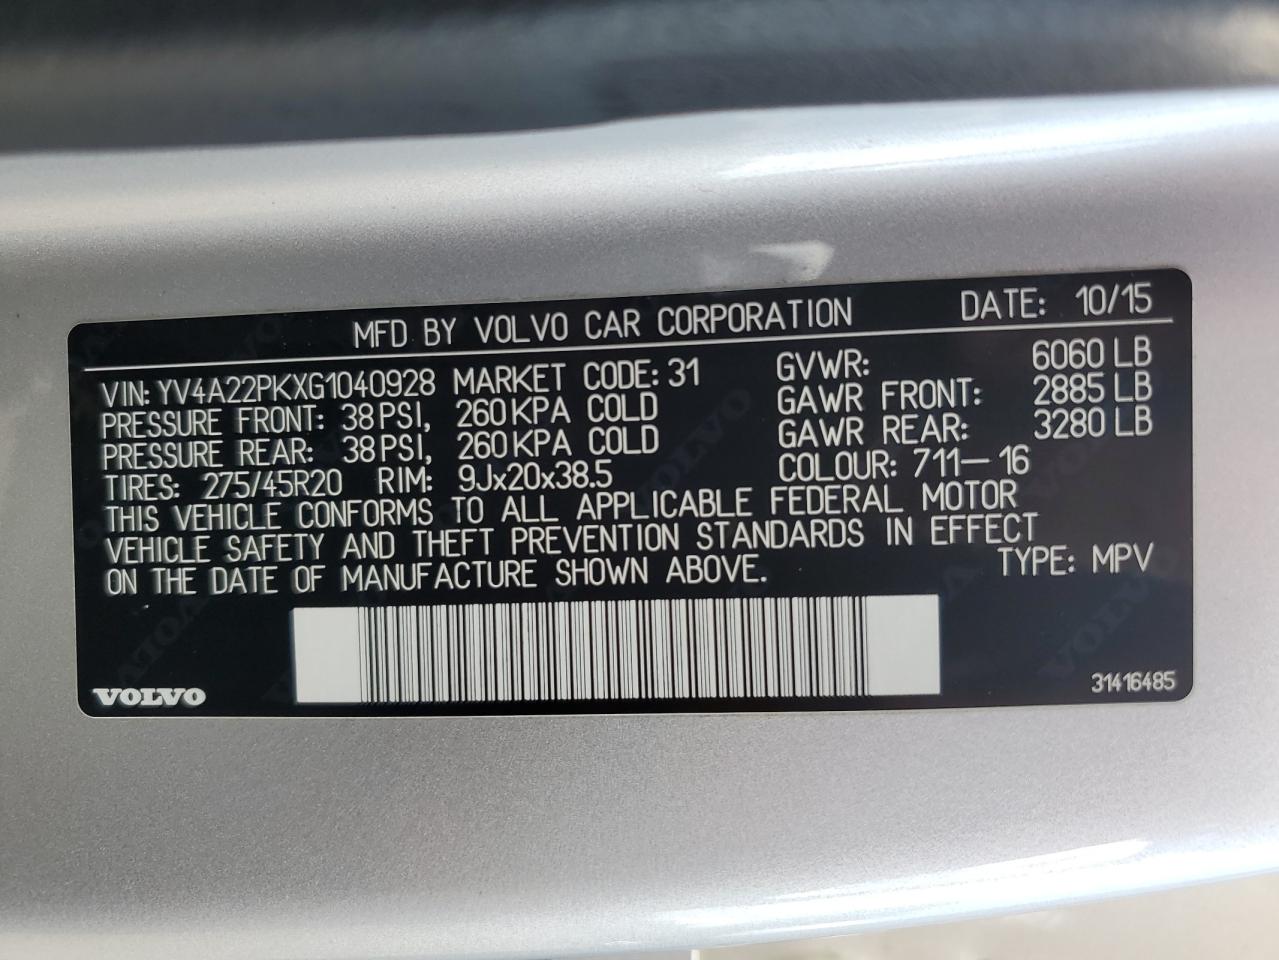 MFD BY VOLVO CAR CORPORATION DATE: 10/15
VIN: YV4A22PKXG1040928 MARKET CODE: 31 GVWR: 6060 LB
PRESSURE FRONT: 38 PSI, 260 KPA COLD GAWR FRONT: 2885 LB
PRESSURE REAR: 38 PSI, 260 KPA COLD GAWR REAR: 3280 LB
TIRES: 275/45R20 RIM: 9Jx20x38.5 COLOUR: 711-16
THIS VEHICLE CONFORMS TO ALL APPLICABLE FEDERAL MOTOR
VEHICLE SAFETY AND THEFT PREVENTION STANDARDS IN EFFECT
ON THE DATE OF MANUFACTURE SHOWN ABOVE. TYPE: MPV
VOLVO 31416485